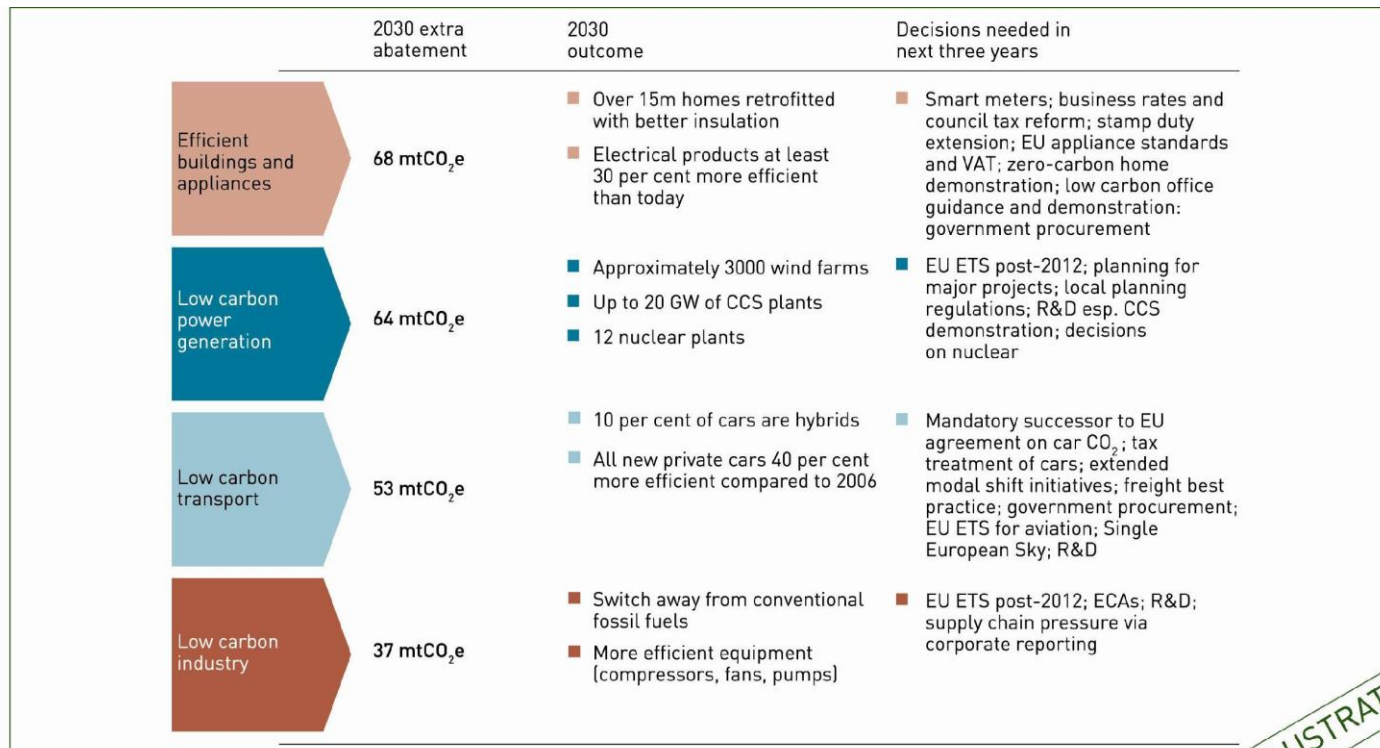 2030 extra
abatement
2030
outcome
Decisions needed in
next three years
Efficient
buildings and
appliances
68 mtCO₂e
Over 15m homes retrofitted
with better insulation
Electrical products at least
30 per cent more efficient
than today
Smart meters; business rates and
council tax reform; stamp duty
extension; EU appliance standards
and VAT; zero-carbon home
demonstration; low carbon office
guidance and demonstration:
government procurement
Low carbon
power
generation
64 mtCO₂e
Approximately 3000 wind farms
Up to 20 GW of CCS plants
12 nuclear plants
EU ETS post-2012; planning for
major projects; local planning
regulations; R&D esp. CCS
demonstration; decisions
on nuclear
Low carbon
transport
53 mtCO₂e
10 per cent of cars are hybrids
All new private cars 40 per cent
more efficient compared to 2006
Mandatory successor to EU
agreement on car CO₂; tax
treatment of cars; extended
modal shift initiatives; freight best
practice; government procurement;
EU ETS for aviation; Single
European Sky; R&D
Low carbon
industry
37 mtCO₂e
Switch away from conventional
fossil fuels
More efficient equipment
(compressors, fans, pumps)
EU ETS post-2012; ECAs; R&D;
supply chain pressure via
corporate reporting